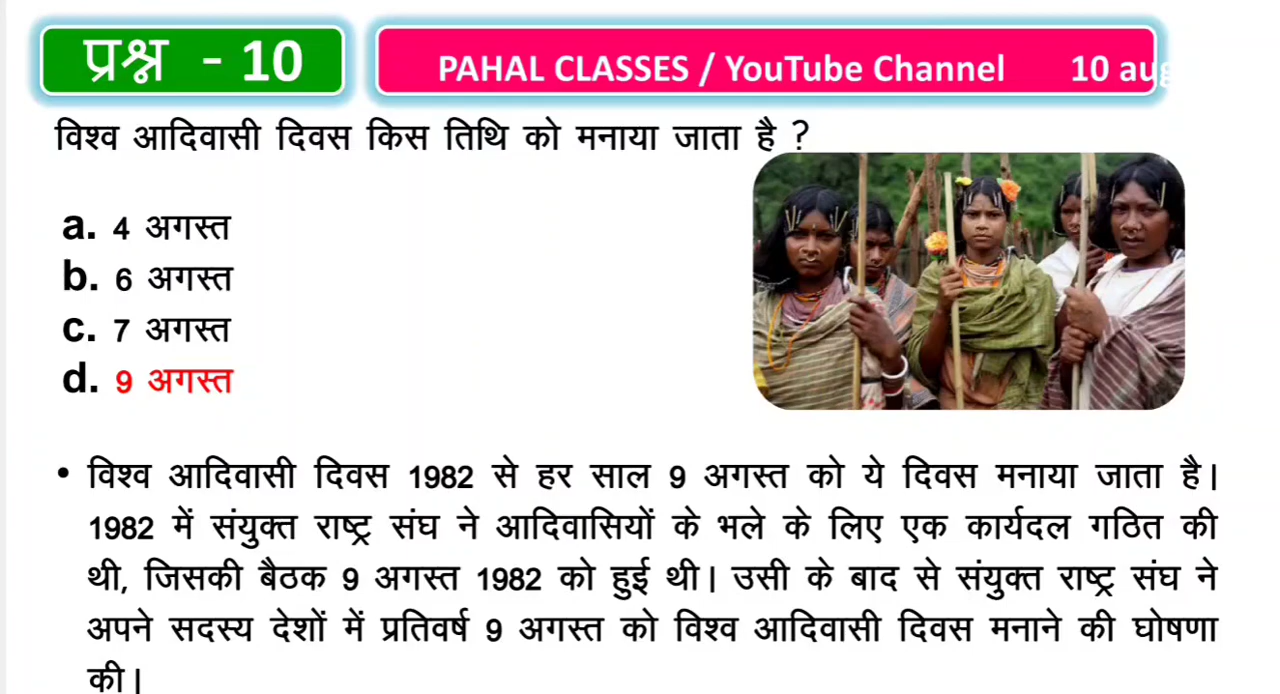 प्रश्न - 10
PAHAL CLASSES / YouTube Channel 10 aug
विश्व आदिवासी दिवस किस तिथि को मनाया जाता है ?
a. 4 अगस्त
b. 6 अगस्त
c. 7 अगस्त
d. 9 अगस्त
• विश्व आदिवासी दिवस 1982 से हर साल 9 अगस्त को ये दिवस मनाया जाता है।
1982 में संयुक्त राष्ट्र संघ ने आदिवासियों के भले के लिए एक कार्यदल गठित की
थी, जिसकी बैठक 9 अगस्त 1982 को हुई थी। उसी के बाद से संयुक्त राष्ट्र संघ ने
अपने सदस्य देशों में प्रतिवर्ष 9 अगस्त को विश्व आदिवासी दिवस मनाने की घोषणा
की।